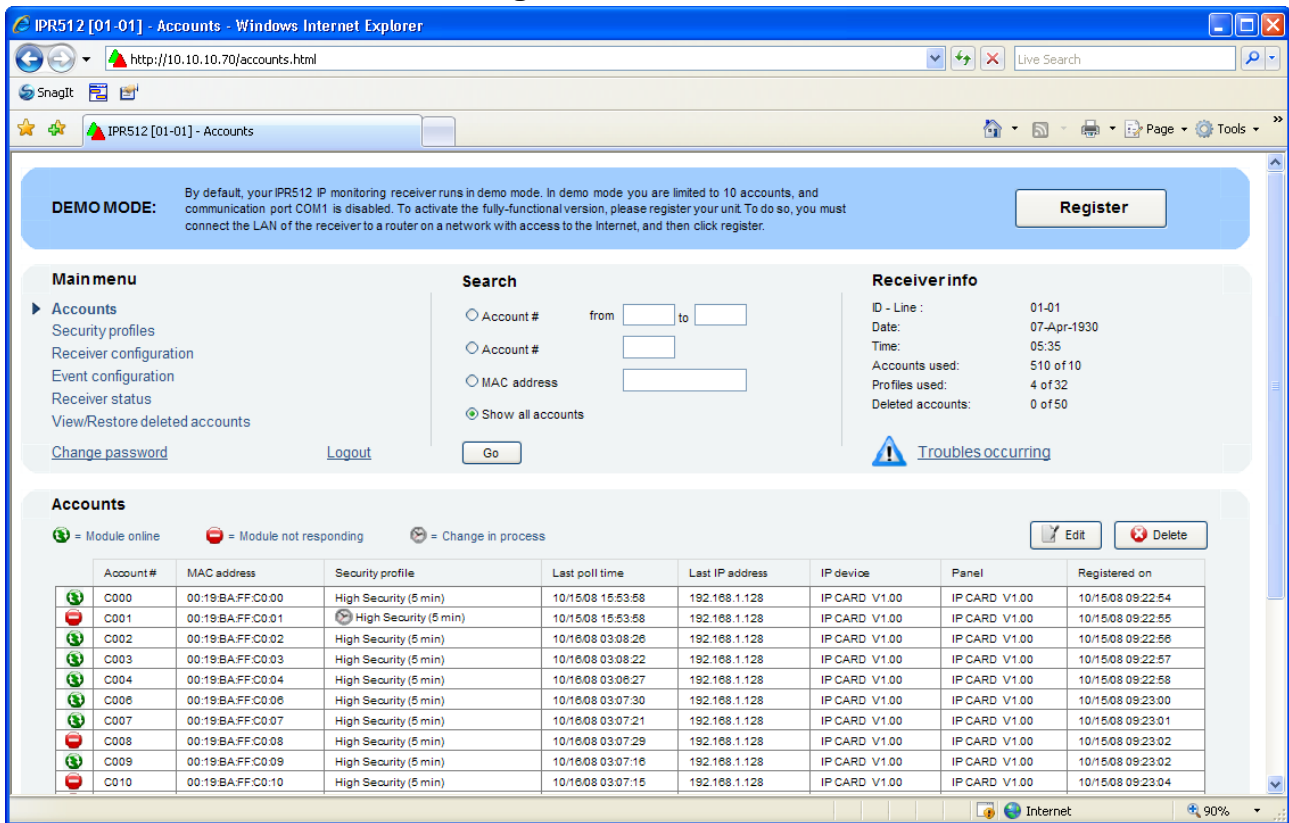 IPR512 [01-01] - Accounts - Windows Internet Explorer
http://10.10.10.70/accounts.html
Live Search
SnagIt
IPR512 [01-01] - Accounts
Page
Tools
»
DEMO MODE:
By default, your IPR512 IP monitoring receiver runs in demo mode. In demo mode you are limited to 10 accounts, and
communication port COM1 is disabled. To activate the fully-functional version, please register your unit. To do so, you must
connect the LAN of the receiver to a router on a network with access to the Internet, and then click register.
Register
Main menu
Accounts
Security profiles
Receiver configuration
Event configuration
Receiver status
View/Restore deleted accounts
Change password Logout
Search
Account # from to
Account #
MAC address
Show all accounts
Go
Receiver info
ID - Line : 01-01
Date: 07-Apr-1930
Time: 05:35
Accounts used: 510 of 10
Profiles used: 4 of 32
Deleted accounts: 0 of 50
Troubles occurring
Accounts
= Module online = Module not responding = Change in process
Edit Delete
Account # MAC address Security profile Last poll time Last IP address IP device Panel Registered on
C000 00:19:BA:FF:C0:00 High Security (5 min) 10/15/08 15:53:58 192.168.1.128 IP CARD V1.00 IP CARD V1.00 10/15/08 09:22:54
C001 00:19:BA:FF:C0:01 High Security (5 min) 10/15/08 15:53:58 192.168.1.128 IP CARD V1.00 IP CARD V1.00 10/15/08 09:22:55
C002 00:19:BA:FF:C0:02 High Security (5 min) 10/16/08 03:08:26 192.168.1.128 IP CARD V1.00 IP CARD V1.00 10/15/08 09:22:56
C003 00:19:BA:FF:C0:03 High Security (5 min) 10/16/08 03:08:22 192.168.1.128 IP CARD V1.00 IP CARD V1.00 10/15/08 09:22:57
C004 00:19:BA:FF:C0:04 High Security (5 min) 10/16/08 03:06:27 192.168.1.128 IP CARD V1.00 IP CARD V1.00 10/15/08 09:22:58
C006 00:19:BA:FF:C0:06 High Security (5 min) 10/16/08 03:07:30 192.168.1.128 IP CARD V1.00 IP CARD V1.00 10/15/08 09:23:00
C007 00:19:BA:FF:C0:07 High Security (5 min) 10/16/08 03:07:21 192.168.1.128 IP CARD V1.00 IP CARD V1.00 10/15/08 09:23:01
C008 00:19:BA:FF:C0:08 High Security (5 min) 10/16/08 03:07:29 192.168.1.128 IP CARD V1.00 IP CARD V1.00 10/15/08 09:23:02
C009 00:19:BA:FF:C0:09 High Security (5 min) 10/16/08 03:07:16 192.168.1.128 IP CARD V1.00 IP CARD V1.00 10/15/08 09:23:02
C010 00:19:BA:FF:C0:10 High Security (5 min) 10/16/08 03:07:15 192.168.1.128 IP CARD V1.00 IP CARD V1.00 10/15/08 09:23:04
Internet 90%